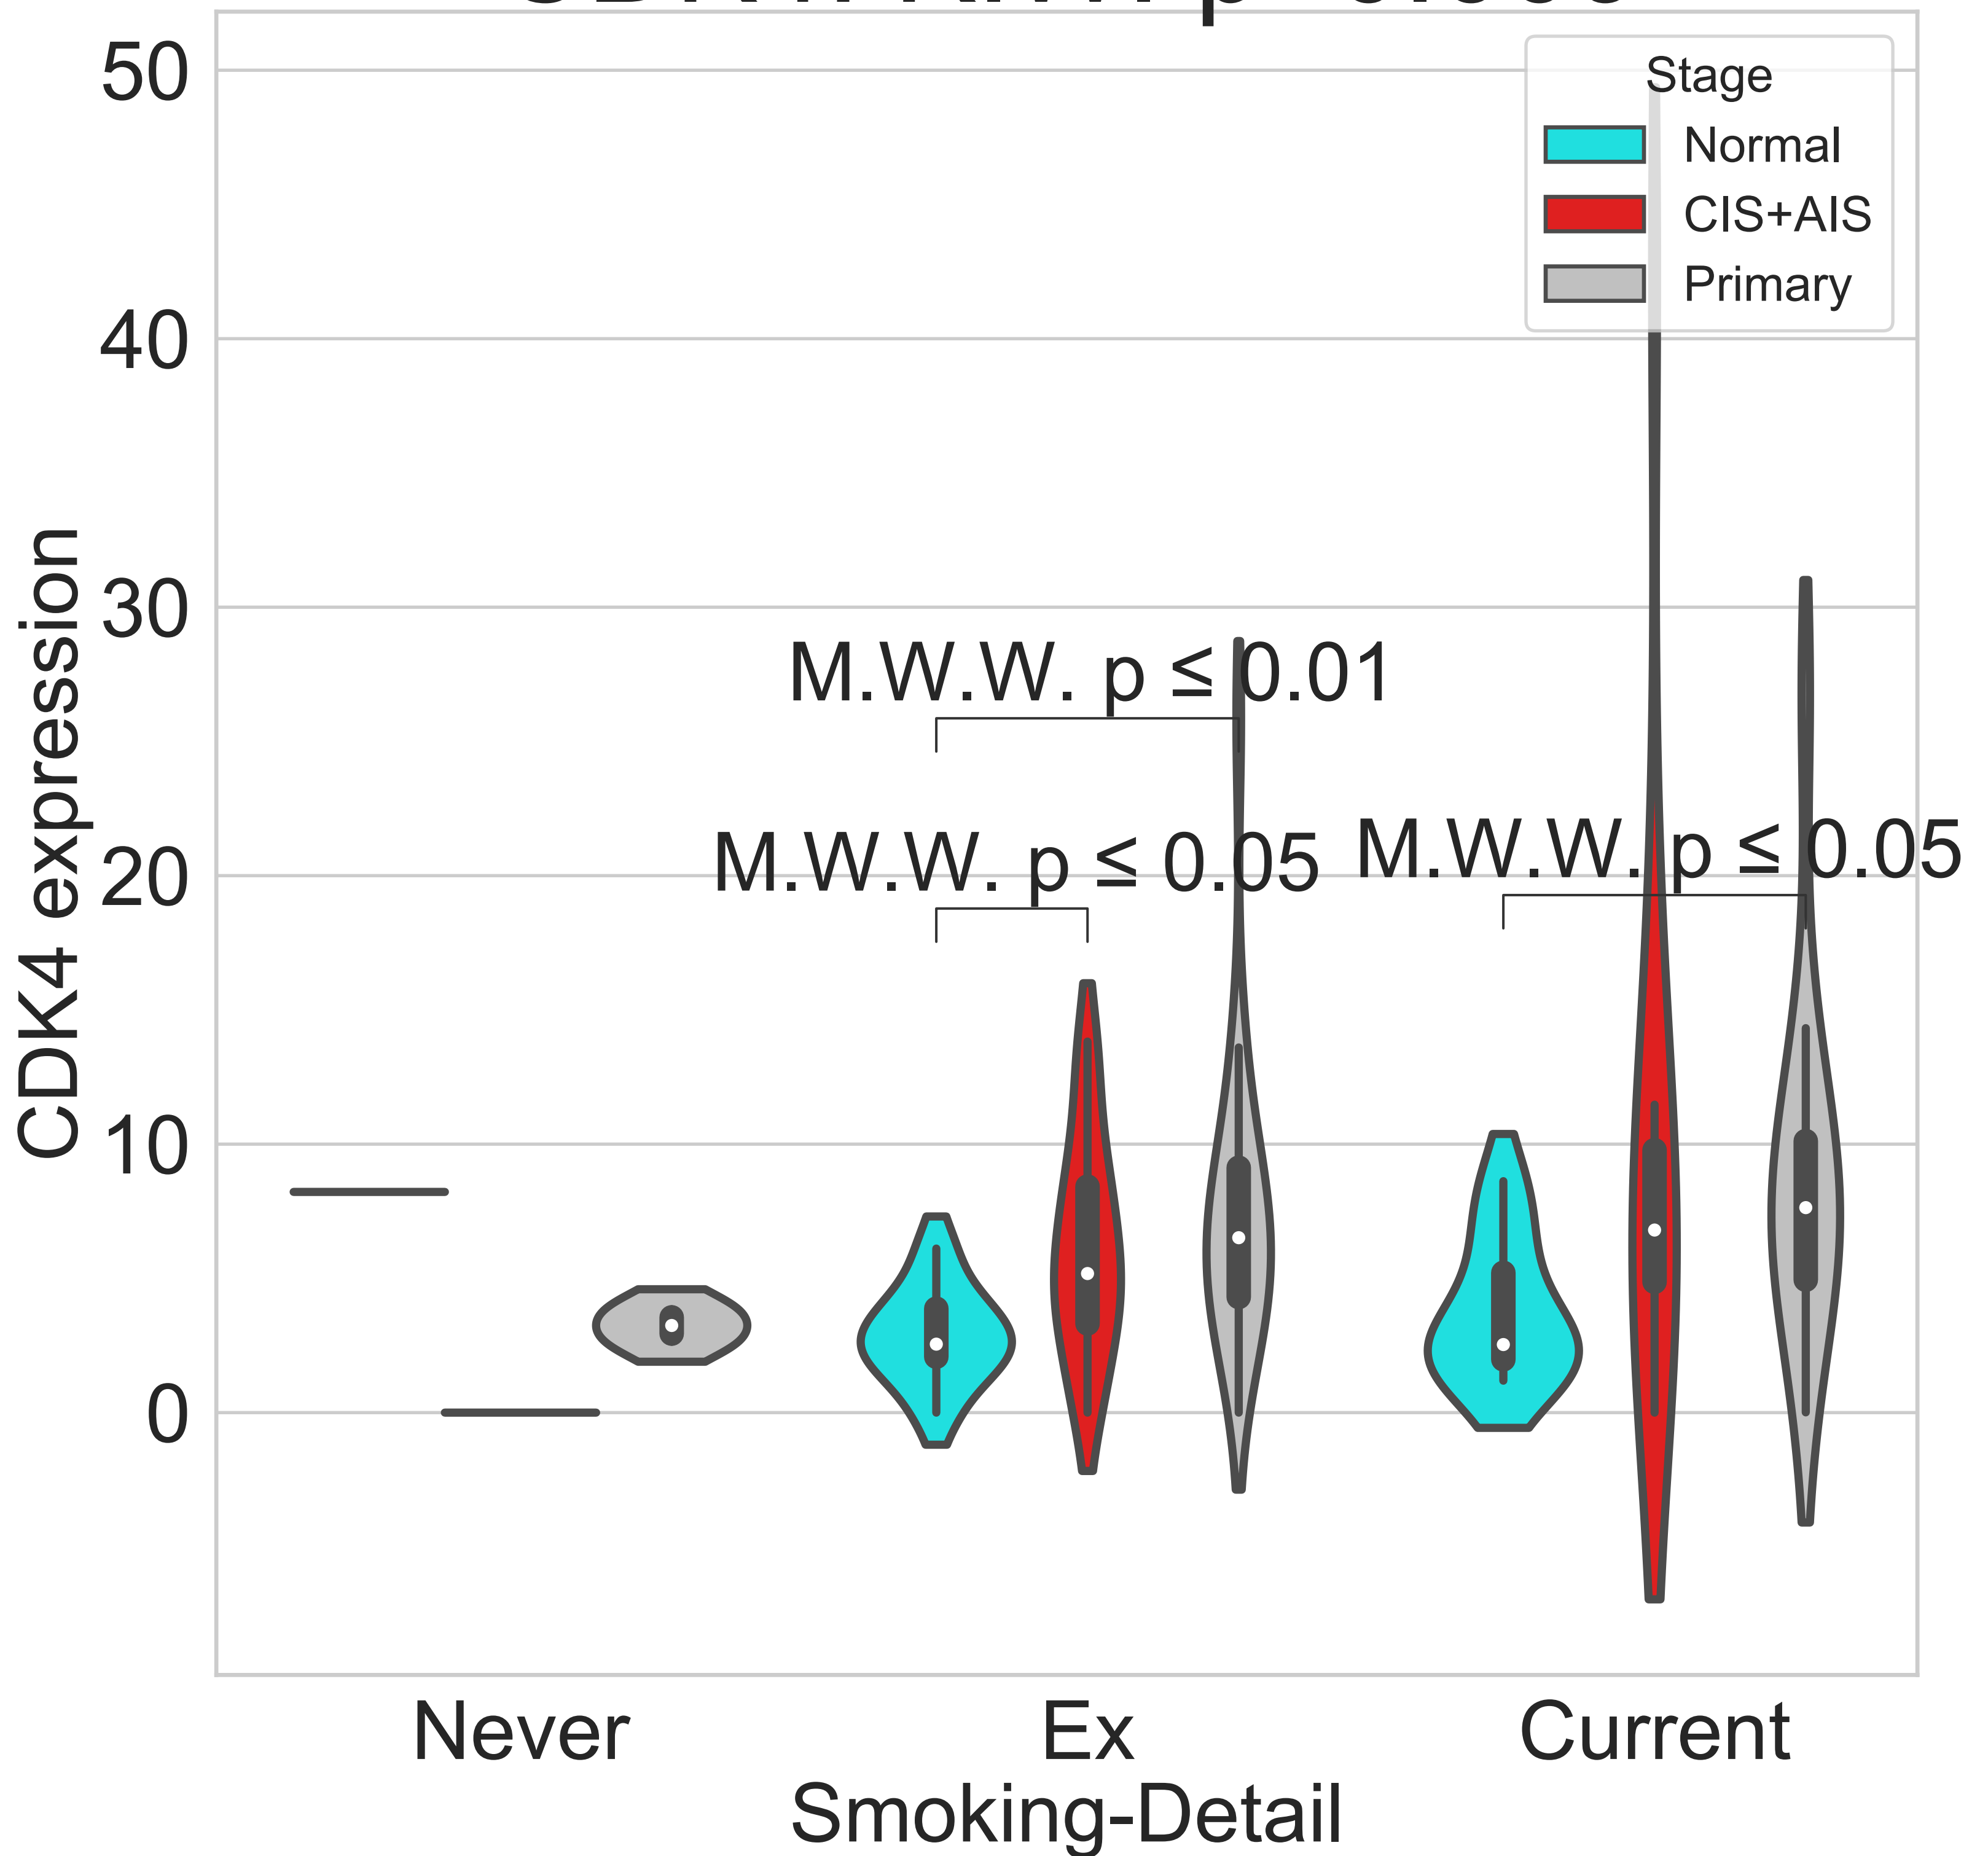 50
Stage
Normal
CIS+AIS
Primary
40
30
20
10
0
CDK4 expression
M.W.W. p ≤ 0.01
M.W.W. p ≤ 0.05
M.W.W. p ≤ 0.05
Never
Ex
Current
Smoking-Detail